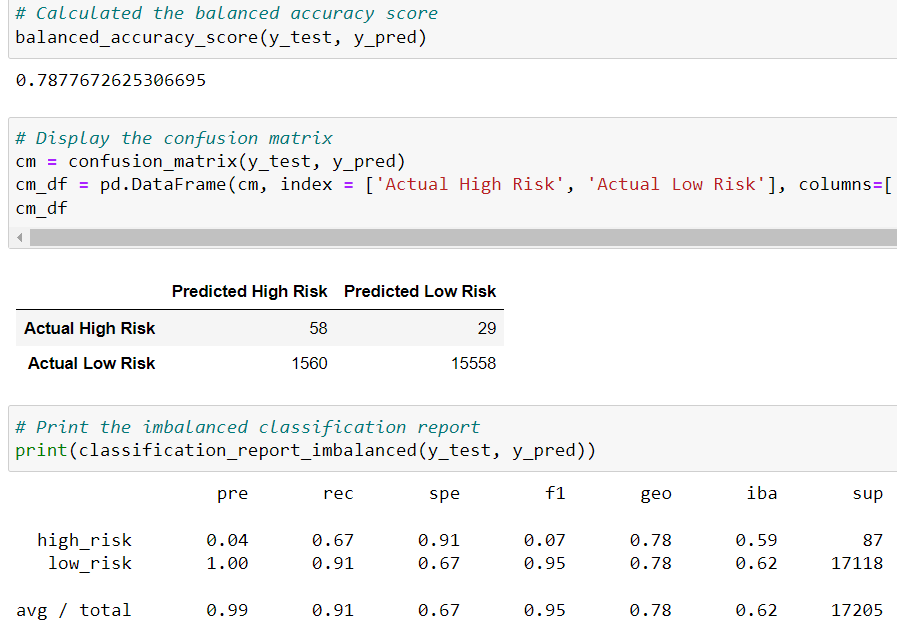 # Calculated the balanced accuracy score
balanced_accuracy_score(y_test, y_pred)
0.7877672625306695
# Display the confusion matrix
cm = confusion_matrix(y_test, y_pred)
cm_df = pd.DataFrame(cm, index = ['Actual High Risk', 'Actual Low Risk'], columns=[
cm_df
Predicted High Risk Predicted Low Risk
Actual High Risk 58 29
Actual Low Risk 1560 15558
# Print the imbalanced classification report
print(classification_report_imbalanced(y_test, y_pred))
pre rec spe f1 geo iba sup
high_risk 0.04 0.67 0.91 0.07 0.78 0.59 87
low_risk 1.00 0.91 0.67 0.95 0.78 0.62 17118
avg / total 0.99 0.91 0.67 0.95 0.78 0.62 17205